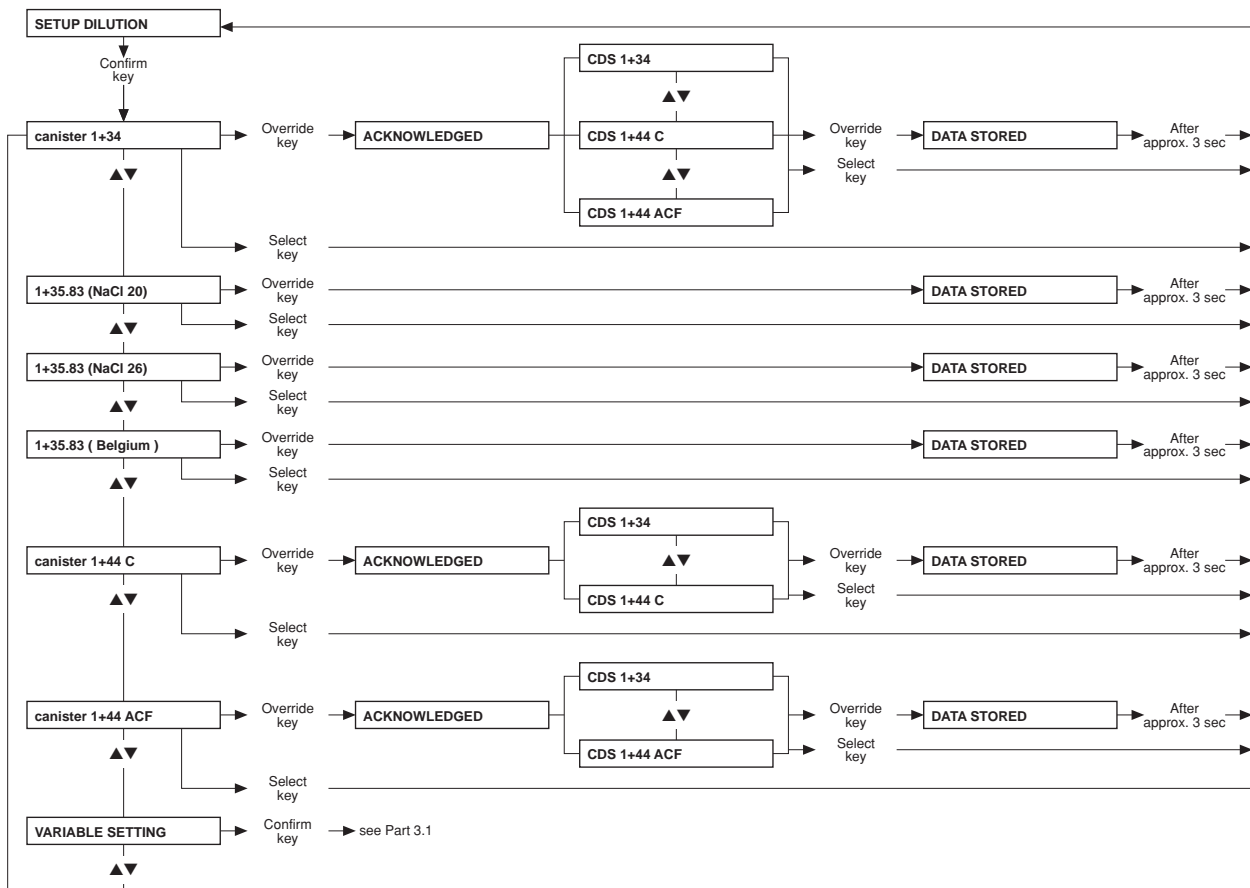 SETUP DILUTION
Confirm
key
canister 1+34
Override
key
ACKNOWLEDGED
CDS 1+34
▲▼
CDS 1+44 C
▲▼
CDS 1+44 ACF
Override
key
DATA STORED
After
approx. 3 sec
Select
key
▲▼
Select
key
1+35.83 (NaCl 20)
Override
key
DATA STORED
After
approx. 3 sec
Select
key
▲▼
1+35.83 (NaCl 26)
Override
key
DATA STORED
After
approx. 3 sec
Select
key
▲▼
1+35.83 ( Belgium )
Override
key
DATA STORED
After
approx. 3 sec
Select
key
▲▼
canister 1+44 C
Override
key
ACKNOWLEDGED
CDS 1+34
▲▼
CDS 1+44 C
Override
key
DATA STORED
After
approx. 3 sec
Select
key
▲▼
Select
key
canister 1+44 ACF
Override
key
ACKNOWLEDGED
CDS 1+34
▲▼
CDS 1+44 ACF
Override
key
DATA STORED
After
approx. 3 sec
Select
key
▲▼
Select
key
VARIABLE SETTING
Confirm
key
see Part 3.1
▲▼